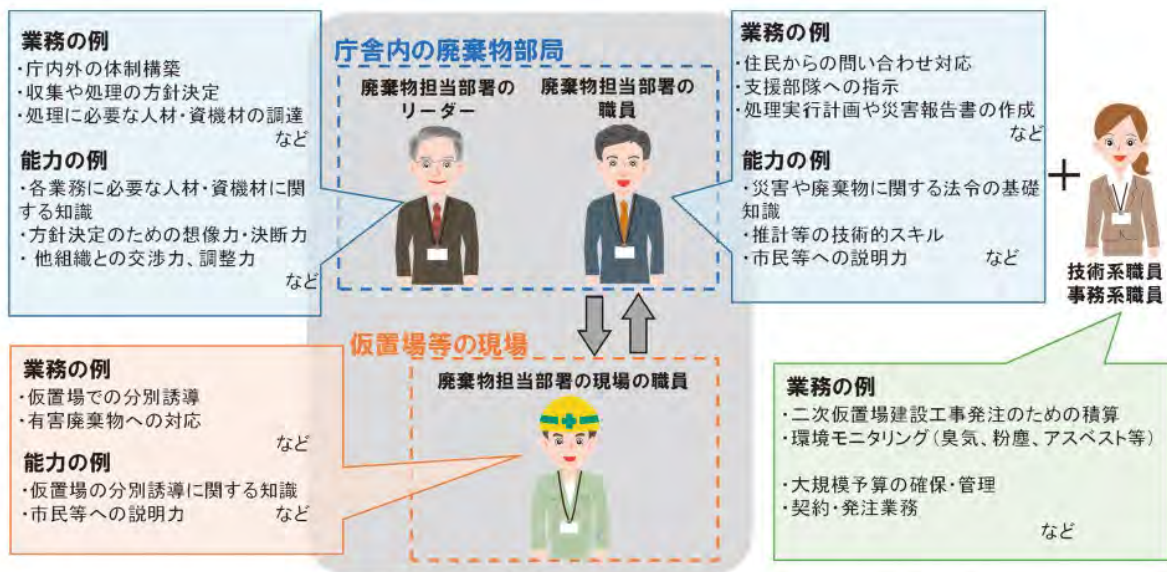 業務の例
・庁内外の体制構築
・収集や処理の方針決定
・処理に必要な人材・資機材の調達
など
能力の例
・各業務に必要な人材・資機材に関
する知識
・方針決定のための想像力・決断力
・他組織との交渉力、調整力
など
庁舎内の廃棄物部局
廃棄物担当部署の
リーダー
廃棄物担当部署の
職員
業務の例
・住民からの問い合わせ対応
・支援部隊への指示
・処理実行計画や災害報告書の作成
など
能力の例
・災害や廃棄物に関する法令の基礎
知識
・推計等の技術的スキル
・市民等への説明力 など
+
技術系職員
事務系職員
業務の例
・仮置場での分別誘導
・有害廃棄物への対応
など
能力の例
・仮置場の分別誘導に関する知識
・市民等への説明力 など
仮置場等の現場
廃棄物担当部署の現場の職員
業務の例
・二次仮置場建設工事発注のための積算
・環境モニタリング(臭気、粉塵、アスベスト等)
・大規模予算の確保・管理
・契約・発注業務
など